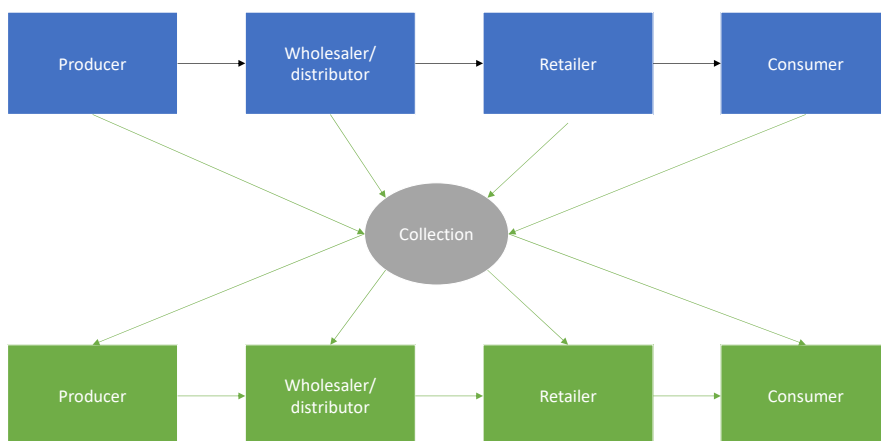 Producer
Wholesaler/
distributor
Retailer
Consumer
Collection
Producer
Wholesaler/
distributor
Retailer
Consumer